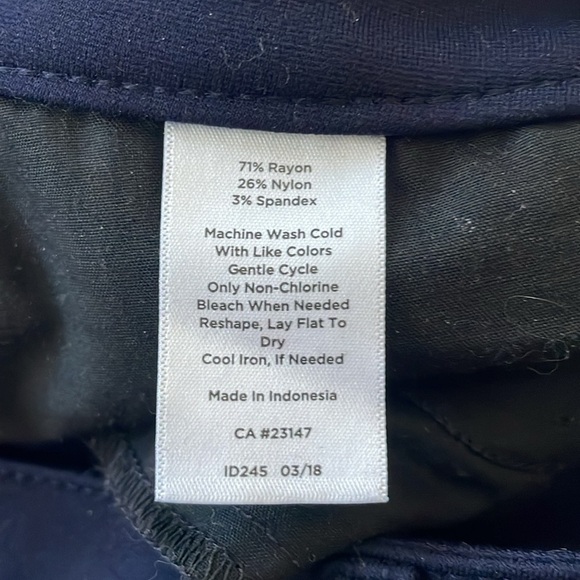 71% Rayon
26% Nylon
3% Spandex
Machine Wash Cold
With Like Colors
Gentle Cycle
Only Non-Chlorine
Bleach When Needed
Reshape, Lay Flat To
Dry
Cool Iron, If Needed
Made In Indonesia
CA #23147
ID245 03/18